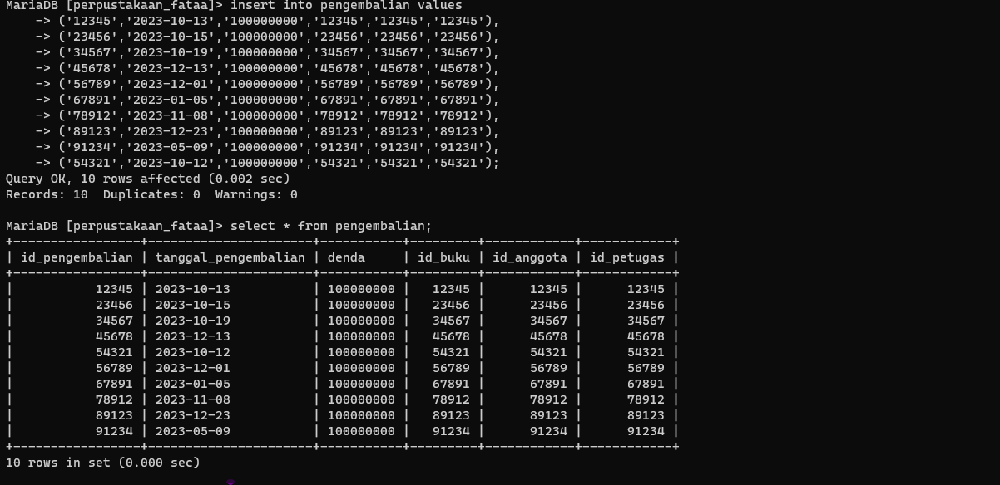 MariaDB [perpustakaan_fataa]> insert into pengembalian values
    -> ('12345','2023-10-13','100000000','12345','12345','12345'),
    -> ('23456','2023-10-15','100000000','23456','23456','23456'),
    -> ('34567','2023-10-19','100000000','34567','34567','34567'),
    -> ('45678','2023-12-13','100000000','45678','45678','45678'),
    -> ('56789','2023-12-01','100000000','56789','56789','56789'),
    -> ('67891','2023-01-05','100000000','67891','67891','67891'),
    -> ('78912','2023-11-08','100000000','78912','78912','78912'),
    -> ('89123','2023-12-23','100000000','89123','89123','89123'),
    -> ('91234','2023-05-09','100000000','91234','91234','91234'),
    -> ('54321','2023-10-12','100000000','54321','54321','54321');
Query OK, 10 rows affected (0.002 sec)
Records: 10  Duplicates: 0  Warnings: 0

MariaDB [perpustakaan_fataa]> select * from pengembalian;
+-----------------+----------------------+-----------+---------+------------+------------+
| id_pengembalian | tanggal_pengembalian | denda     | id_buku | id_anggota | id_petugas |
+-----------------+----------------------+-----------+---------+------------+------------+
|           12345 | 2023-10-13           | 100000000 |   12345 |      12345 |      12345 |
|           23456 | 2023-10-15           | 100000000 |   23456 |      23456 |      23456 |
|           34567 | 2023-10-19           | 100000000 |   34567 |      34567 |      34567 |
|           45678 | 2023-12-13           | 100000000 |   45678 |      45678 |      45678 |
|           54321 | 2023-10-12           | 100000000 |   54321 |      54321 |      54321 |
|           56789 | 2023-12-01           | 100000000 |   56789 |      56789 |      56789 |
|           67891 | 2023-01-05           | 100000000 |   67891 |      67891 |      67891 |
|           78912 | 2023-11-08           | 100000000 |   78912 |      78912 |      78912 |
|           89123 | 2023-12-23           | 100000000 |   89123 |      89123 |      89123 |
|           91234 | 2023-05-09           | 100000000 |   91234 |      91234 |      91234 |
+-----------------+----------------------+-----------+---------+------------+------------+
10 rows in set (0.000 sec)